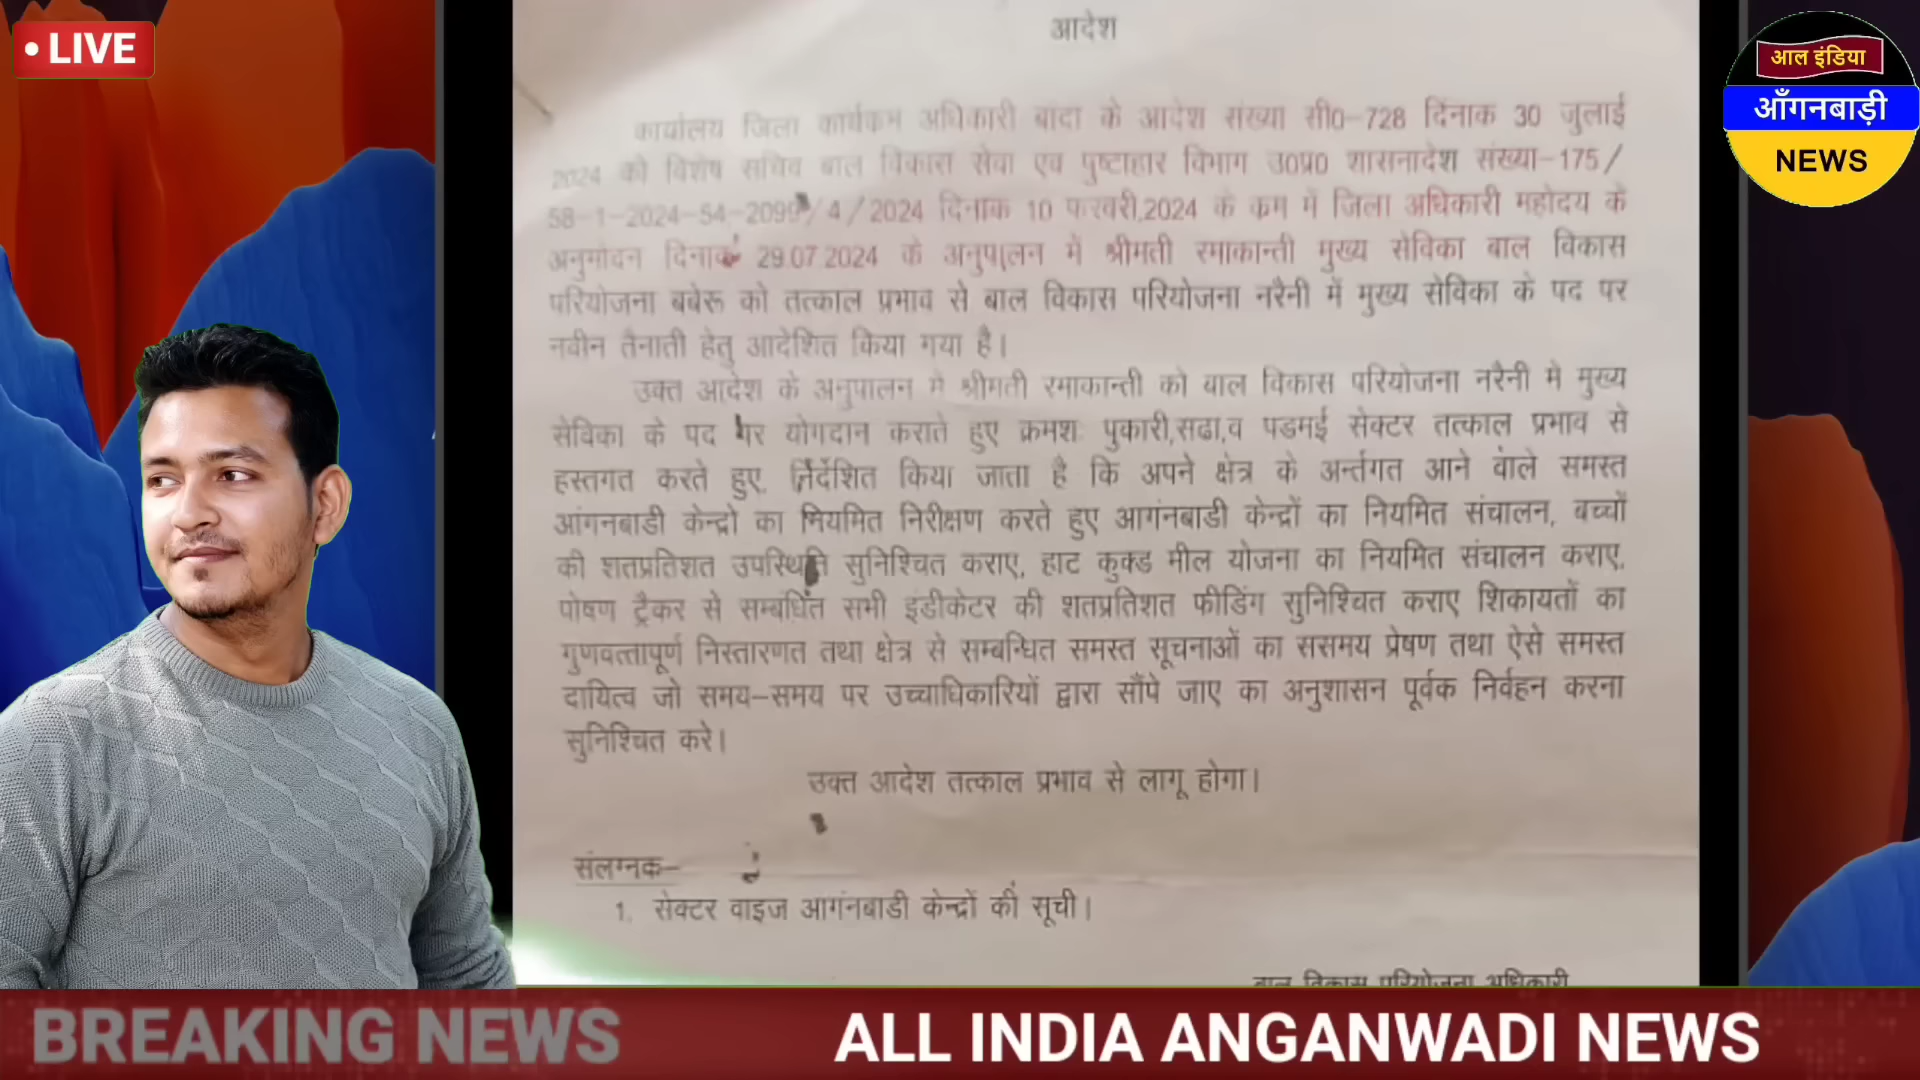 LIVE
आल इंडिया
आँगनबाड़ी
NEWS
आदेश
कार्यालय जिला कार्यकम अधिकारी बांदा के आदेश संख्या सी0-728 दिनाक 30 जुलाई
2024 को विशेष सचिव बाल विकास सेवा एव पुष्टाहार विभाग उ0प्र0 शासनादेश संख्या-175/
58-1-2024-54-2099/4/2024 दिनाक 10 फरवरी,2024 के कम में जिला अधिकारी महोदय के
अनुमोदन दिनाक 29.07.2024 के अनुपालन में श्रीमती रमाकान्ती मुख्य सेविका बाल विकास
परियोजना बबेरू को तत्काल प्रभाव से बाल विकास परियोजना नरैनी में मुख्य सेविका के पद पर
नवीन तैनाती हेतु आदेशित किया गया है।
उक्त आदेश के अनुपालन मे श्रीमती रमाकान्ती को बाल विकास परियोजना नरैनी मे मुख्य
सेविका के पद पर योगदान कराते हुए क्रमश पुकारी,सढा,व पडमई सेक्टर तत्काल प्रभाव से
हस्तगत करते हुए, निर्देशित किया जाता है कि अपने क्षेत्र के अर्न्तगत आने वाले समस्त
आंगनबाडी केन्द्रो का नियमित निरीक्षण करते हुए आगंनबाडी केन्द्रों का नियमित संचालन, बच्चों
की शतप्रतिशत उपस्थिति सुनिश्चित कराए, हाट कुक्ड मील योजना का नियमित संचालन कराए,
पोषण ट्रैकर से सम्बंधित सभी इंडीकेटर की शतप्रतिशत फीडिंग सुनिश्चित कराए शिकायतों का
गुणवत्तापूर्ण निस्तारणत तथा क्षेत्र से सम्बन्धित समस्त सूचनाओं का ससमय प्रेषण तथा ऐसे समस्त
दायित्व जो समय-समय पर उच्चाधिकारियों द्वारा सौंपे जाए का अनुशासन पूर्वक निर्वहन करना
सुनिश्चित करे।
उक्त आदेश तत्काल प्रभाव से लागू होगा।
संलग्नक-
1. सेक्टर वाइज आगंनबाडी केन्द्रों की सूची।
बाल विकास परियोजना अधिकारी
BREAKING NEWS
ALL INDIA ANGANWADI NEWS